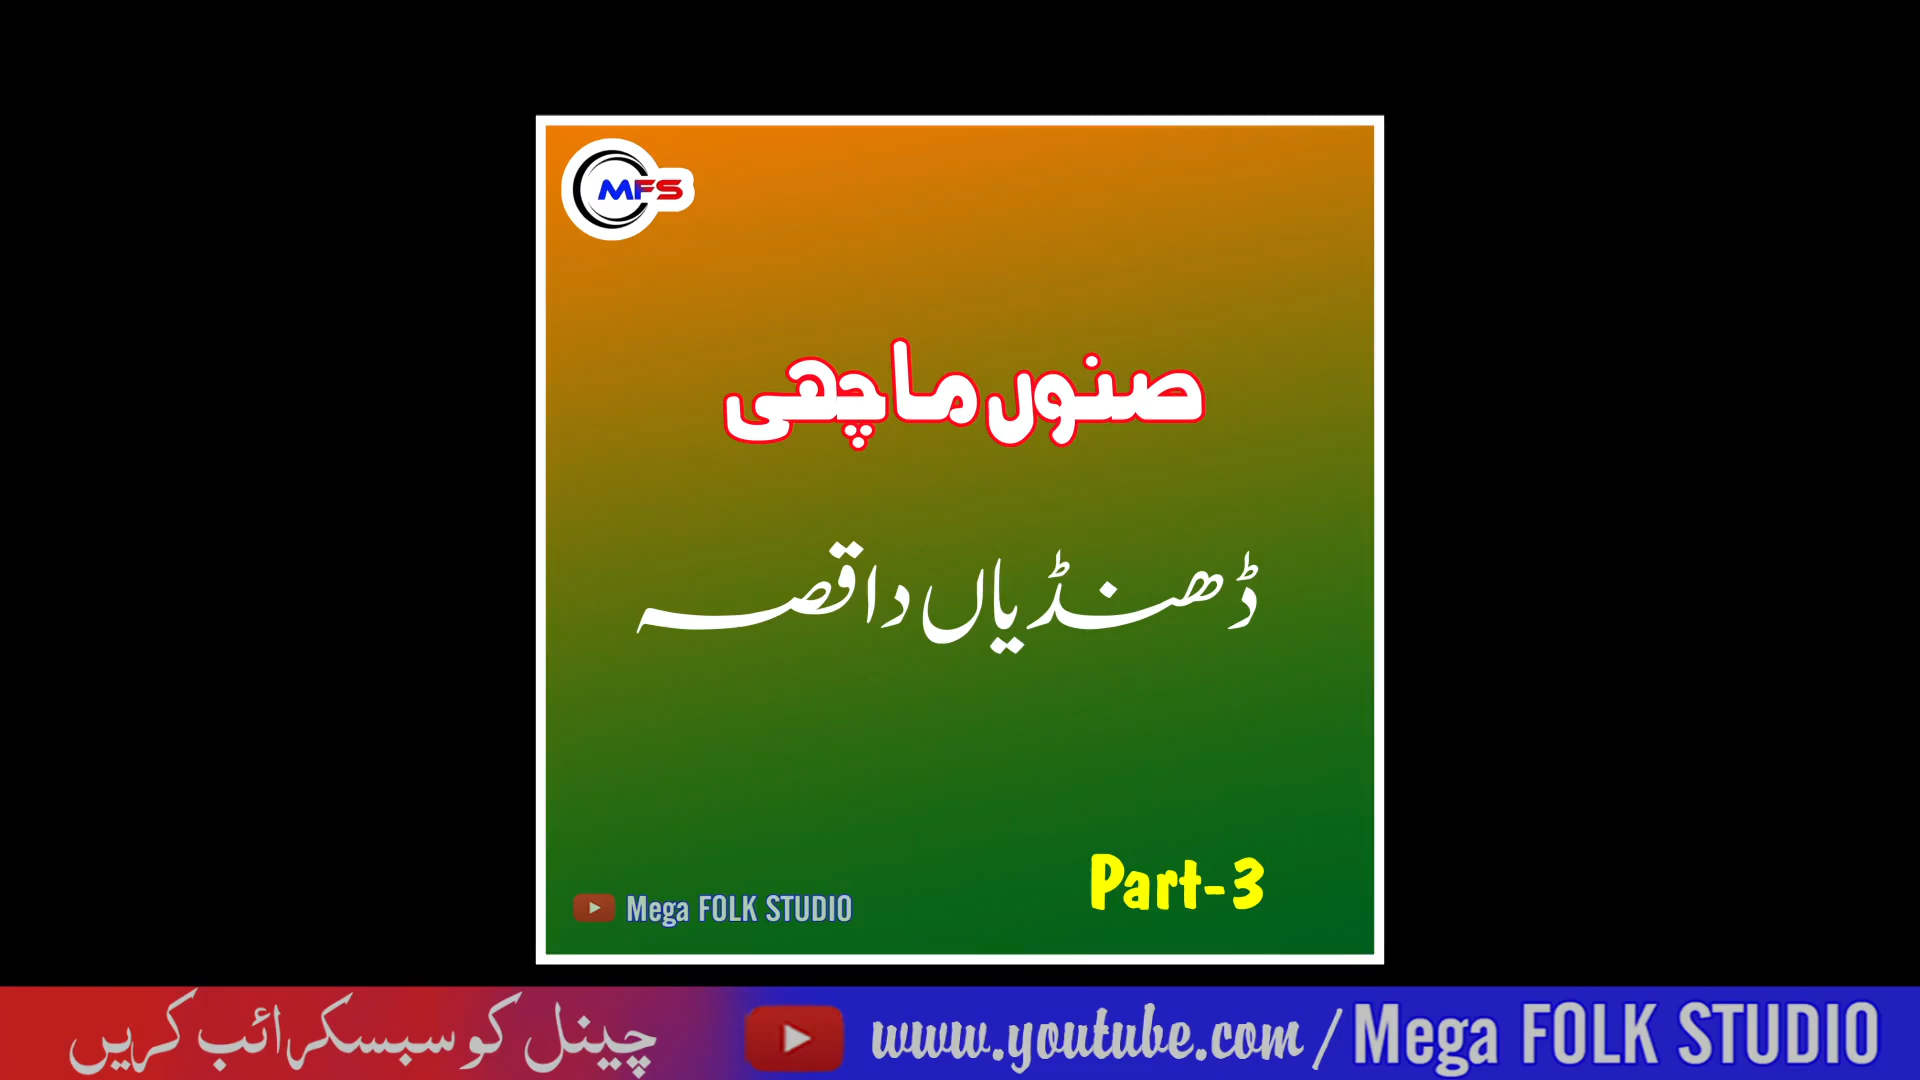 MFS
صنوں ماچھی
ڈھنڈیاں دا قصہ
Part-3
Mega FOLK STUDIO
چینل کو سبسکرائب کریں
www.youtube.com/Mega FOLK STUDIO